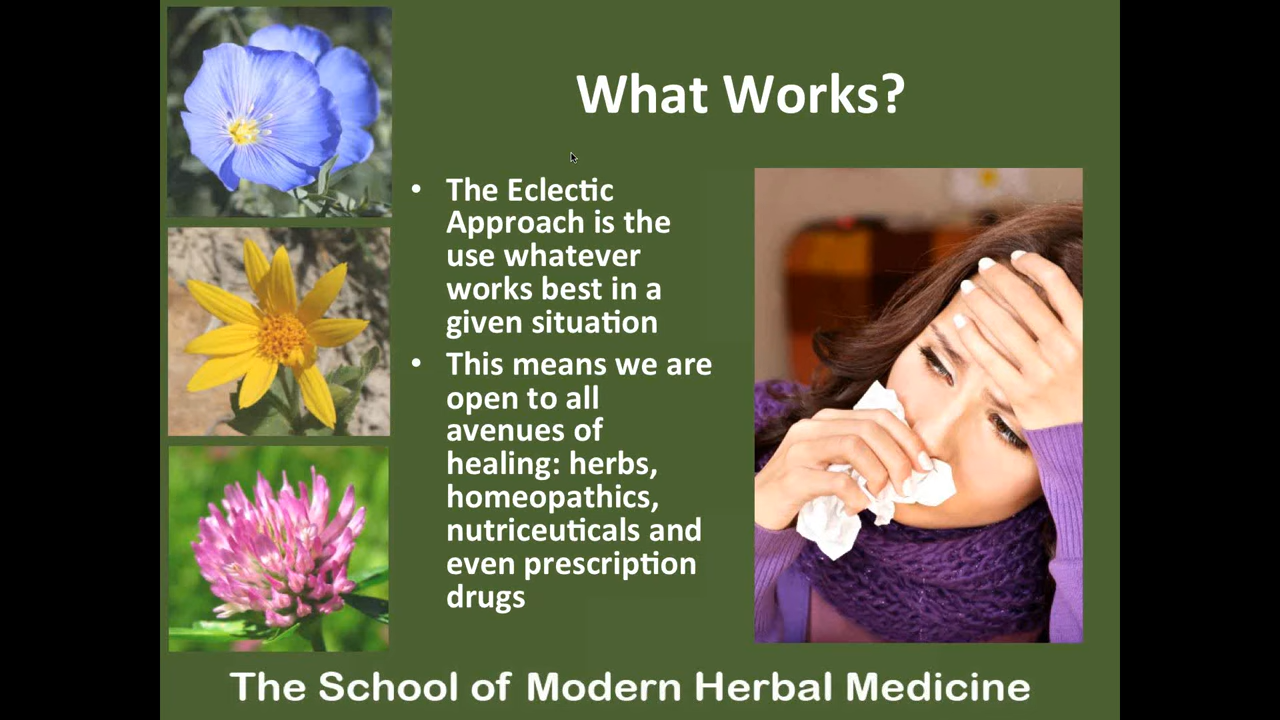 What Works?
• The Eclectic
Approach is the
use whatever
works best in a
given situation
• This means we are
open to all
avenues of
healing: herbs,
homeopathics,
nutriceuticals and
even prescription
drugs
The School of Modern Herbal Medicine